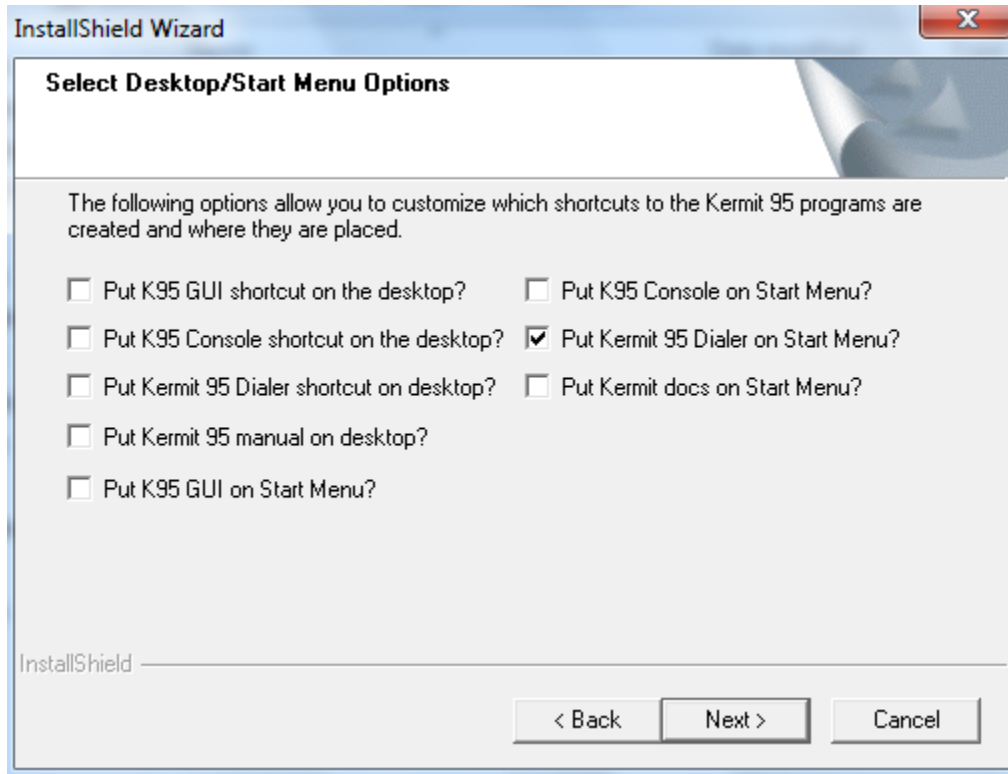 InstallShield Wizard
Select Desktop/Start Menu Options
The following options allow you to customize which shortcuts to the Kermit 95 programs are
created and where they are placed.
Put K95 GUI shortcut on the desktop?
Put K95 Console shortcut on the desktop?
Put Kermit 95 Dialer shortcut on desktop?
Put Kermit 95 manual on desktop?
Put K95 GUI on Start Menu?
Put K95 Console on Start Menu?
Put Kermit 95 Dialer on Start Menu?
Put Kermit docs on Start Menu?
InstallShield
< Back
Next >
Cancel